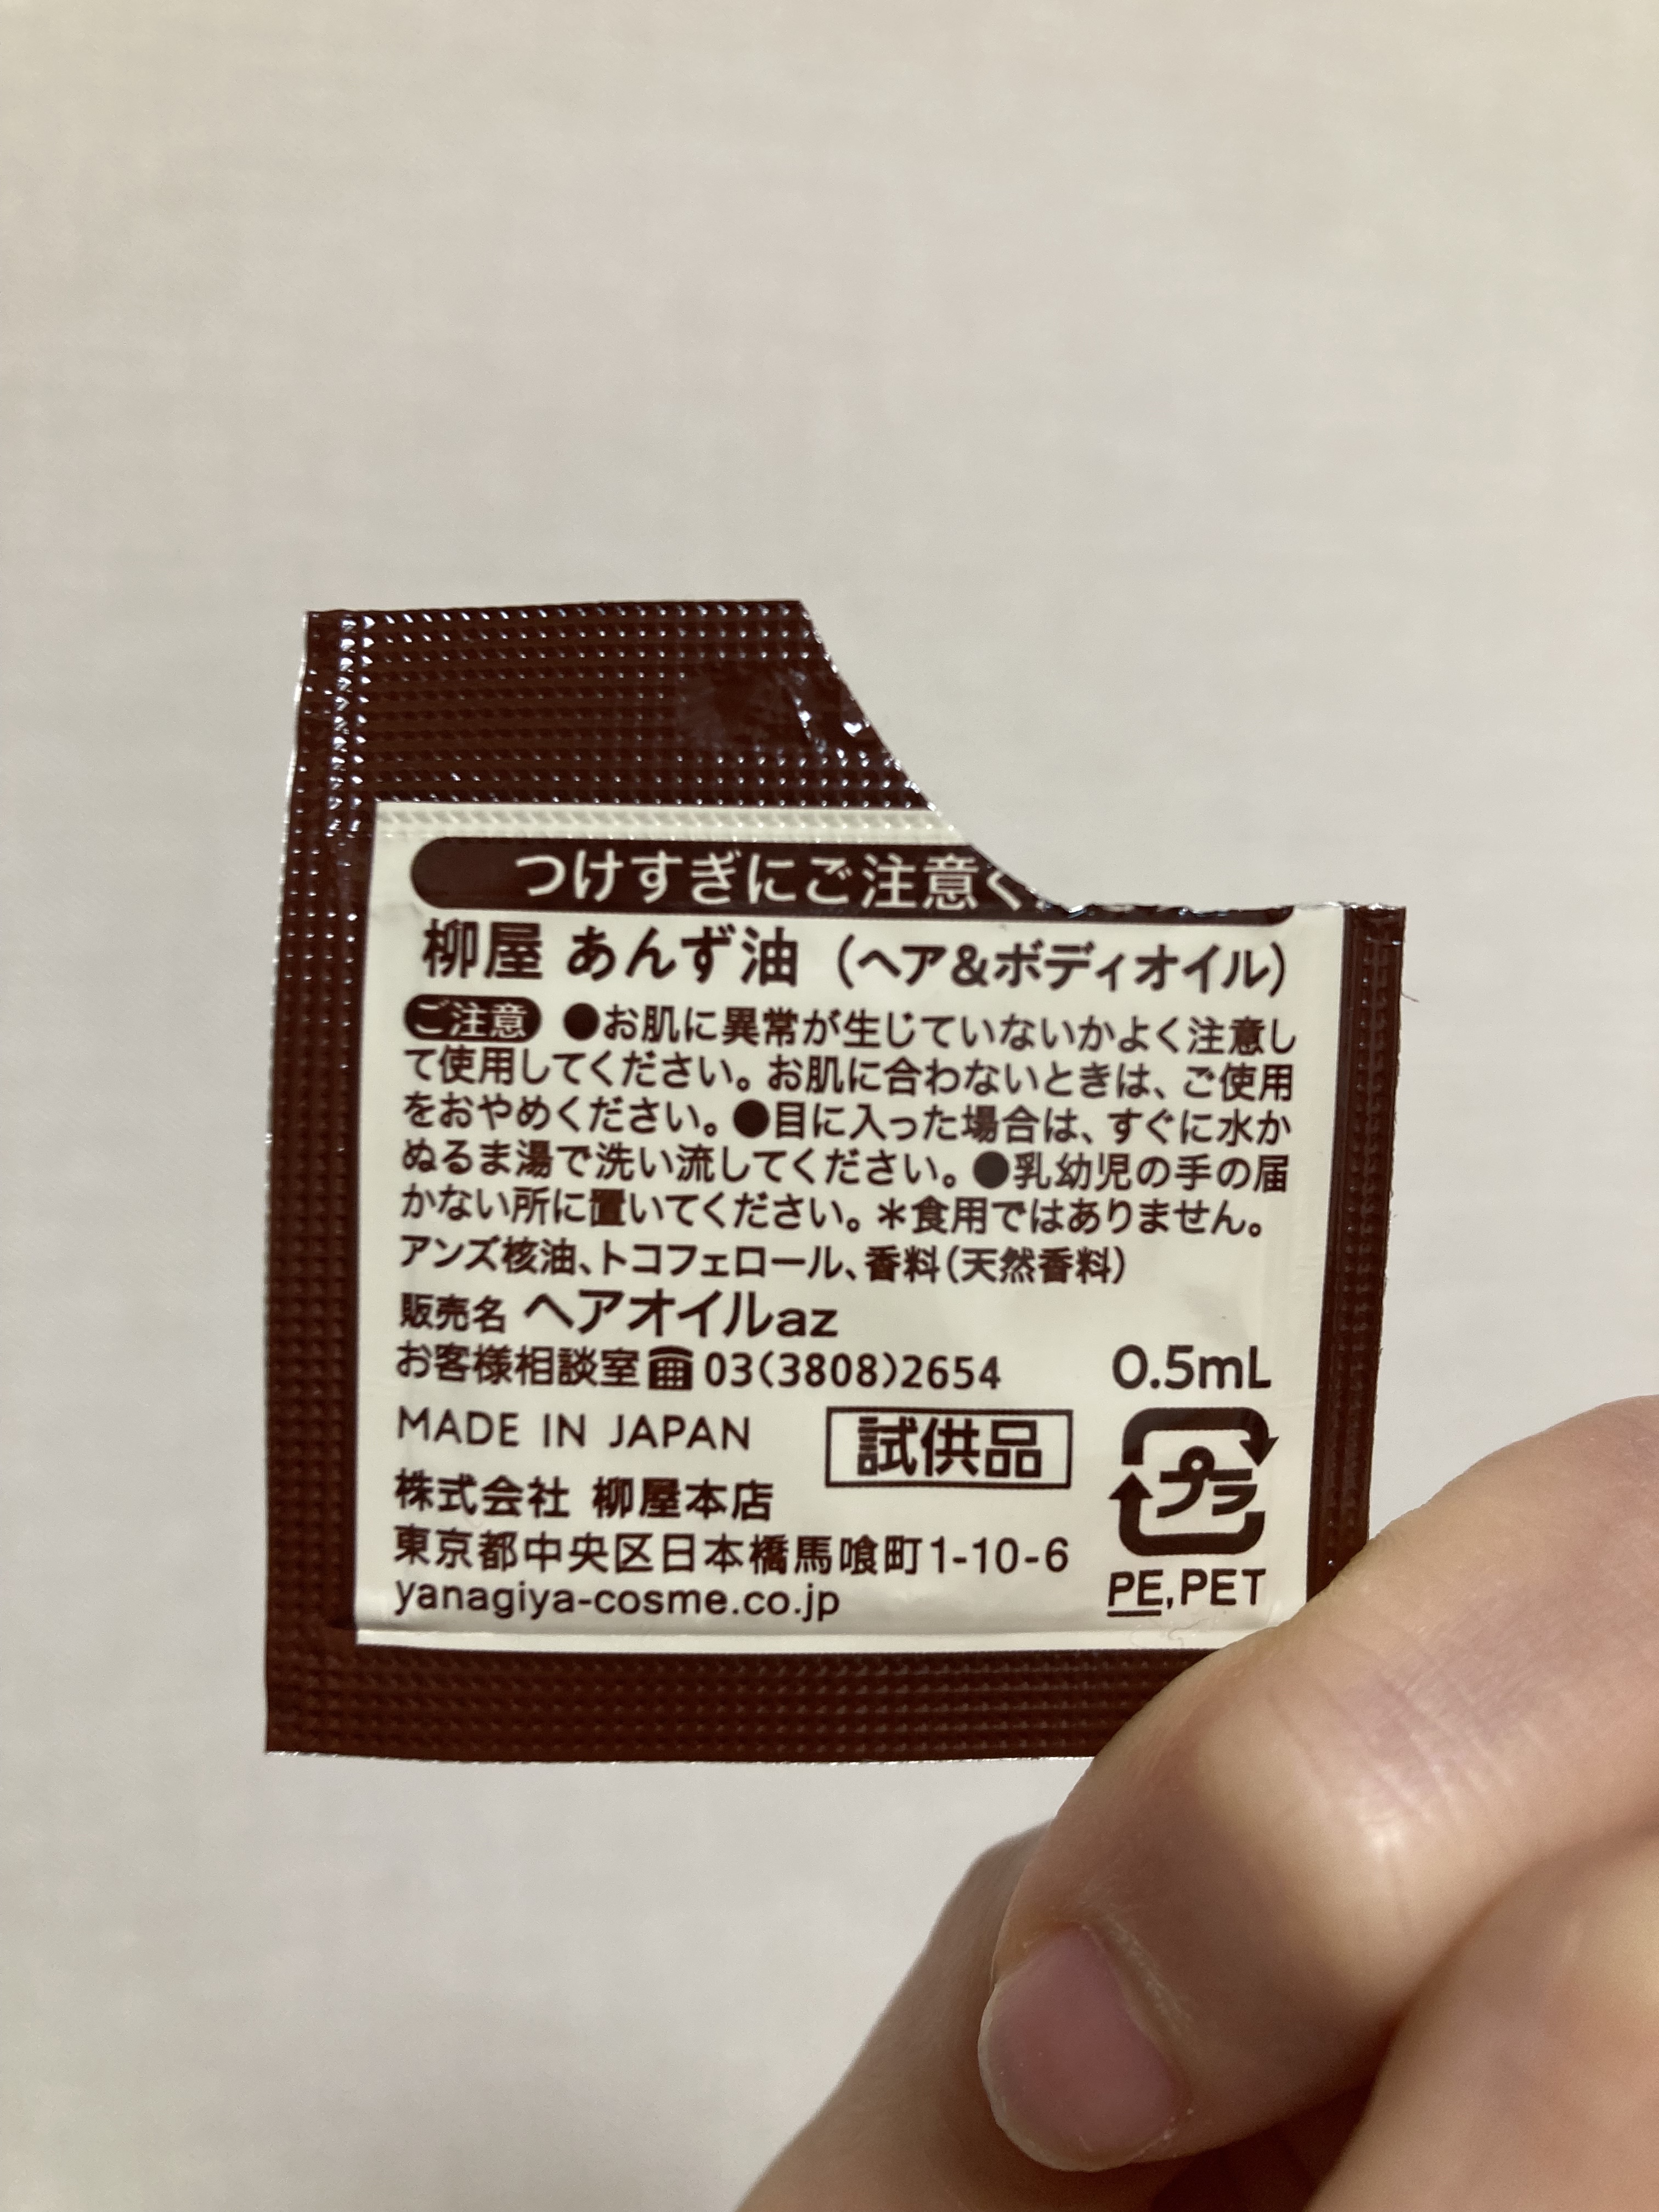 つけすぎにご注意く
柳屋 あんず油（ヘア&ボディオイル）
ご注意 ●お肌に異常が生じていないかよく注意し
て使用してください。お肌に合わないときは、ご使用
をおやめください。●目に入った場合は、すぐに水か
ぬるま湯で洗い流してください。●乳幼児の手の届
かない所に置いてください。＊食用ではありません。
アンズ核油、トコフェロール、香料（天然香料）
販売名 ヘアオイルaz
お客様相談室 03(3808)2654
0.5mL
MADE IN JAPAN
試供品
プラ
株式会社 柳屋本店
東京都中央区日本橋馬喰町1-10-6
yanagiya-cosme.co.jp
PE,PET